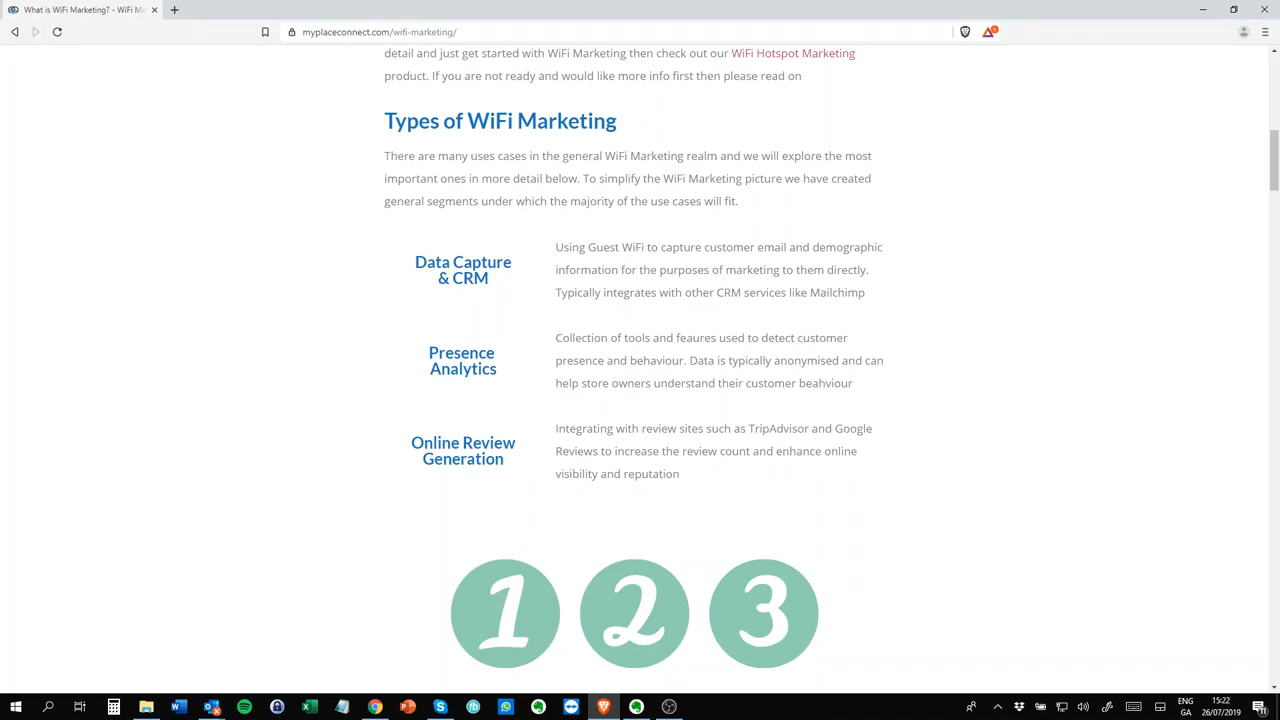 What is WiFi Marketing? - WiFi Ma
myplaceconnect.com/wifi-marketing/
detail and just get started with WiFi Marketing then check out our WiFi Hotspot Marketing
product. If you are not ready and would like more info first then please read on
Types of WiFi Marketing
There are many uses cases in the general WiFi Marketing realm and we will explore the most
important ones in more detail below. To simplify the WiFi Marketing picture we have created
general segments under which the majority of the use cases will fit.
Data Capture
& CRM
Using Guest WiFi to capture customer email and demographic
information for the purposes of marketing to them directly.
Typically integrates with other CRM services like Mailchimp
Presence
Analytics
Collection of tools and feaures used to detect customer
presence and behaviour. Data is typically anonymised and can
help store owners understand their customer beahviour
Online Review
Generation
Integrating with review sites such as TripAdvisor and Google
Reviews to increase the review count and enhance online
visibility and reputation
1 2 3
ENG
GA
15:22
26/07/2019